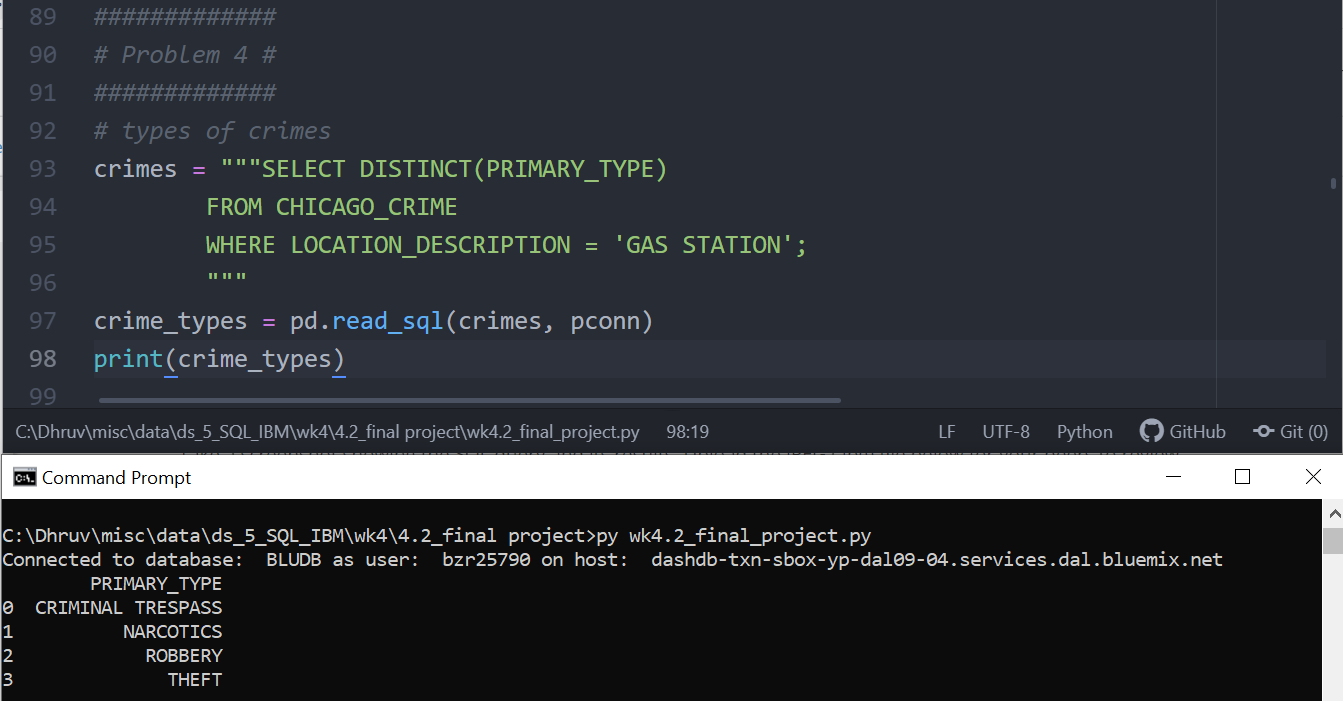 89 #############
90 # Problem 4 #
91 #############
92 # types of crimes
93 crimes = """SELECT DISTINCT(PRIMARY_TYPE)
94 FROM CHICAGO_CRIME
95 WHERE LOCATION_DESCRIPTION = 'GAS STATION';
96 """
97 crime_types = pd.read_sql(crimes, pconn)
98 print(crime_types)
99
C:\Dhruv\misc\data\ds_5_SQL_IBM\wk4\4.2_final project\wk4.2_final_project.py 98:19 LF UTF-8 Python GitHub Git (0)
Command Prompt
C:\Dhruv\misc\data\ds_5_SQL_IBM\wk4\4.2_final project>py wk4.2_final_project.py
Connected to database:  BLUDB as user:  bzr25790 on host:  dashdb-txn-sbox-yp-dal09-04.services.dal.bluemix.net
PRIMARY_TYPE
0 CRIMINAL TRESPASS
1 NARCOTICS
2 ROBBERY
3 THEFT